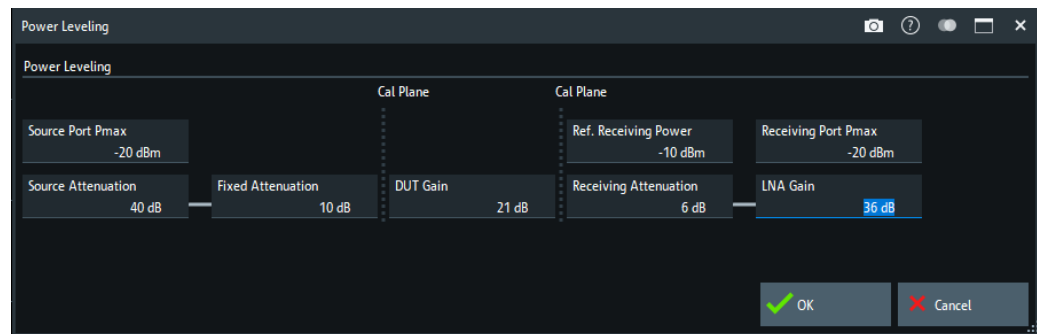 Power Leveling
Power Leveling
Cal Plane Cal Plane
Source Port Pmax Ref. Receiving Power Receiving Port Pmax
-20 dBm -10 dBm -20 dBm
Source Attenuation Fixed Attenuation DUT Gain Receiving Attenuation LNA Gain
40 dB 10 dB 21 dB 6 dB 36 dB
OK Cancel